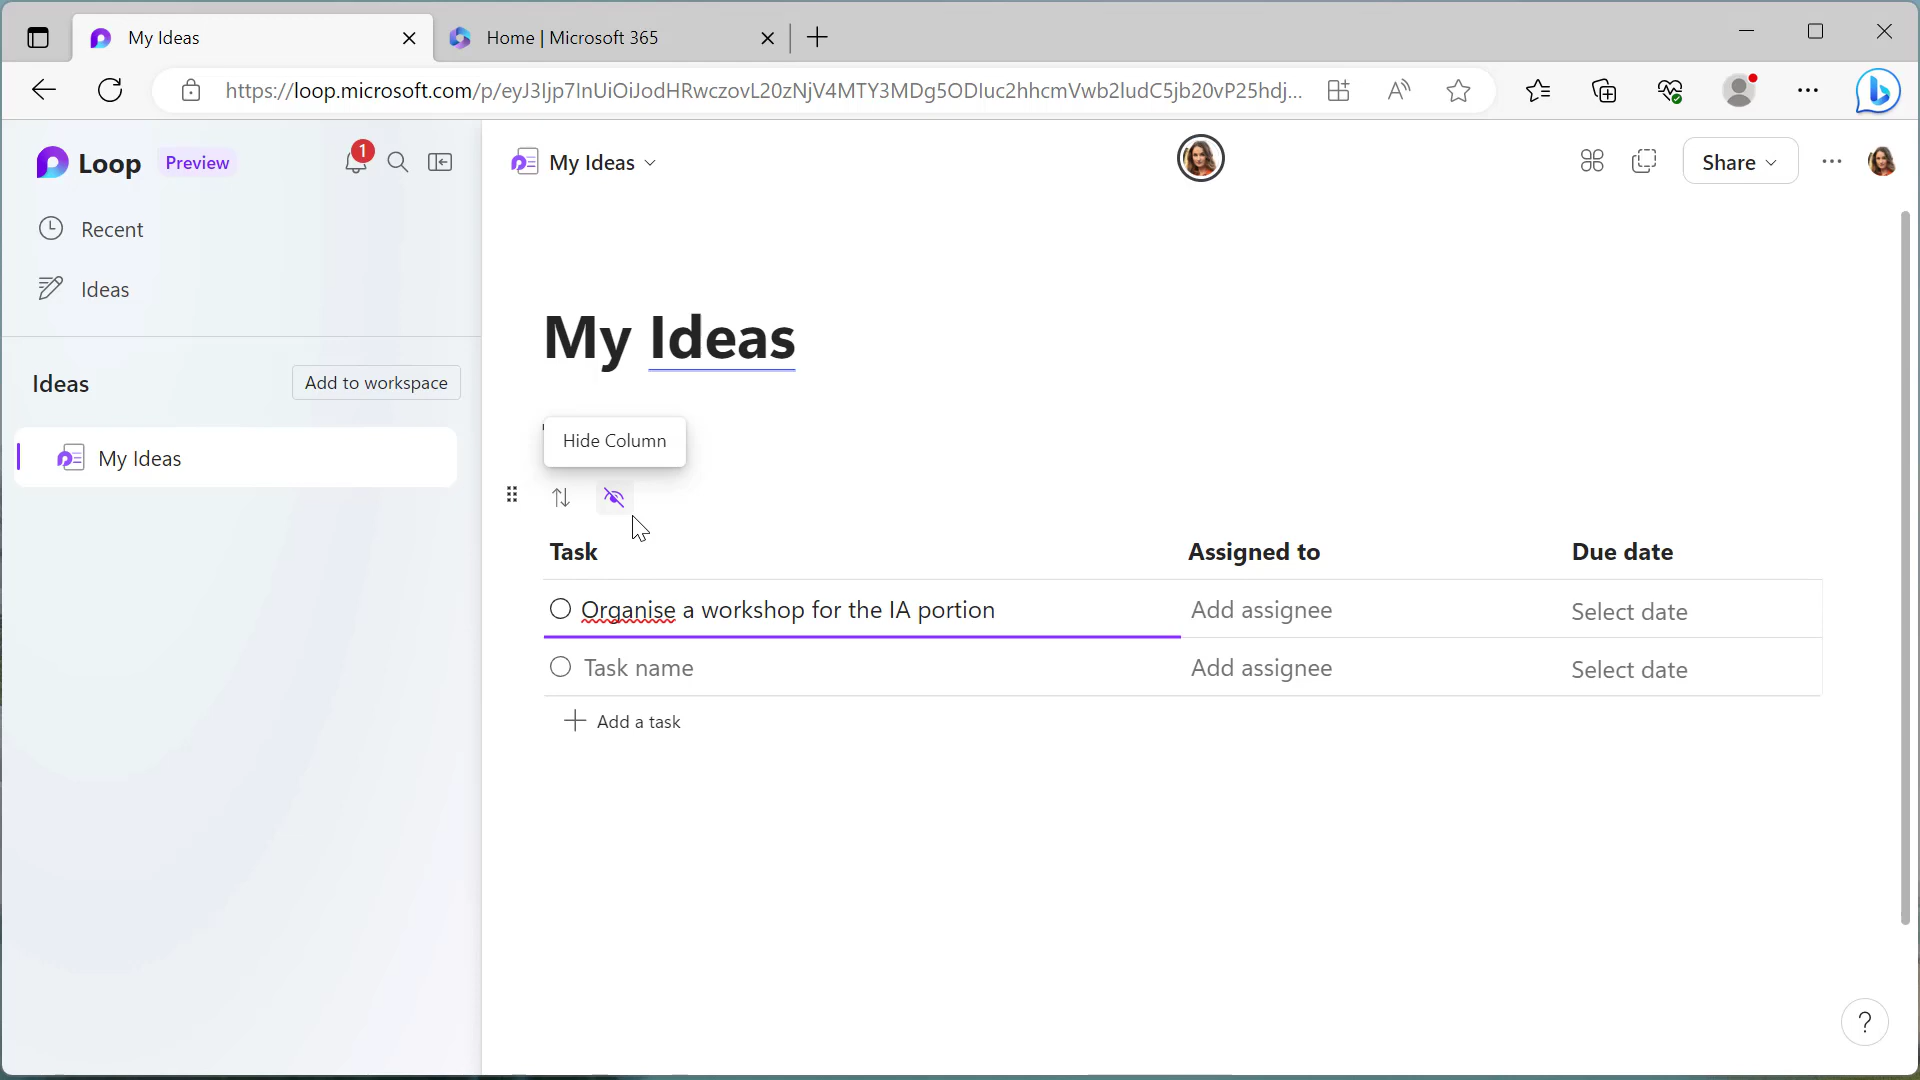 My Ideas
Home | Microsoft 365
https://loop.microsoft.com/p/eyJ3Ijp7InUiOiJodHRwczovL20zNjV4MTY3MDg5ODIuc2hhcmVwb2ludC5jb20vP25hdj...
Loop Preview 1
My Ideas
Share
Recent
Ideas
Ideas
Add to workspace
My Ideas
My Ideas
Hide Column
Task Assigned to Due date
Organise a workshop for the IA portion Add assignee Select date
Task name Add assignee Select date
Add a task
?